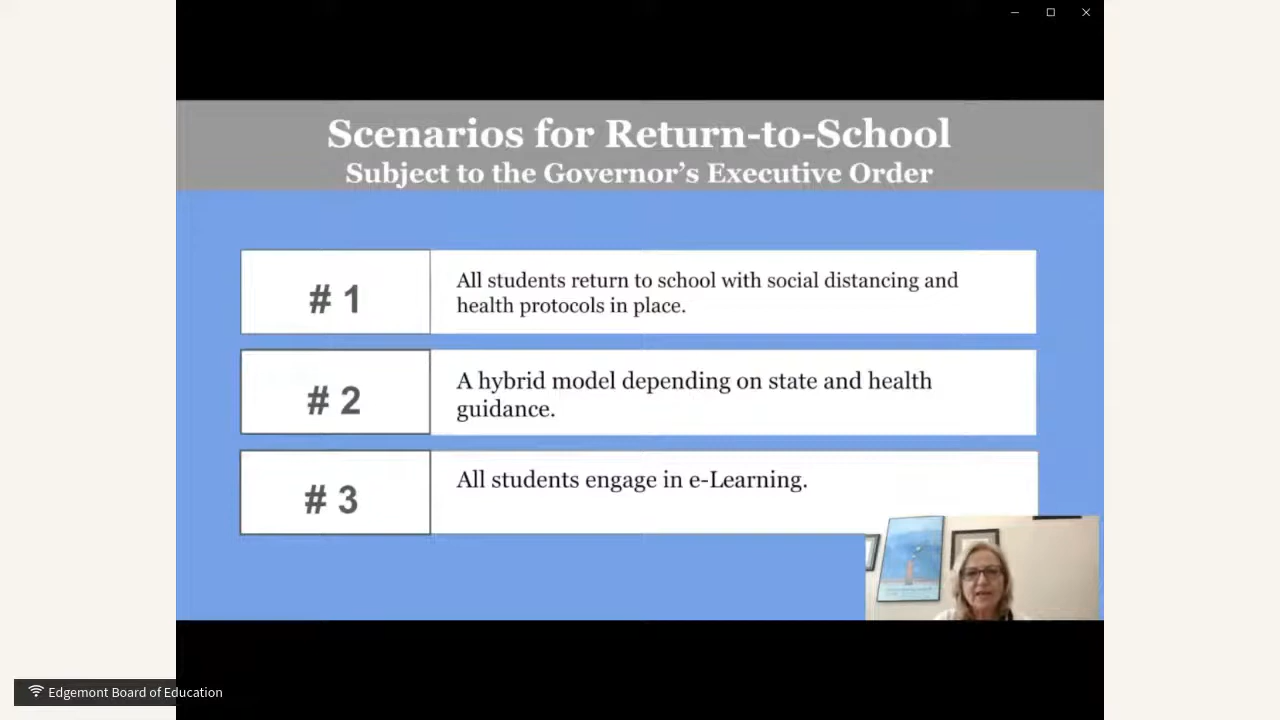 Scenarios for Return-to-School
Subject to the Governor's Executive Order
# 1
All students return to school with social distancing and
health protocols in place.
# 2
A hybrid model depending on state and health
guidance.
# 3
All students engage in e-Learning.
Edgemont Board of Education